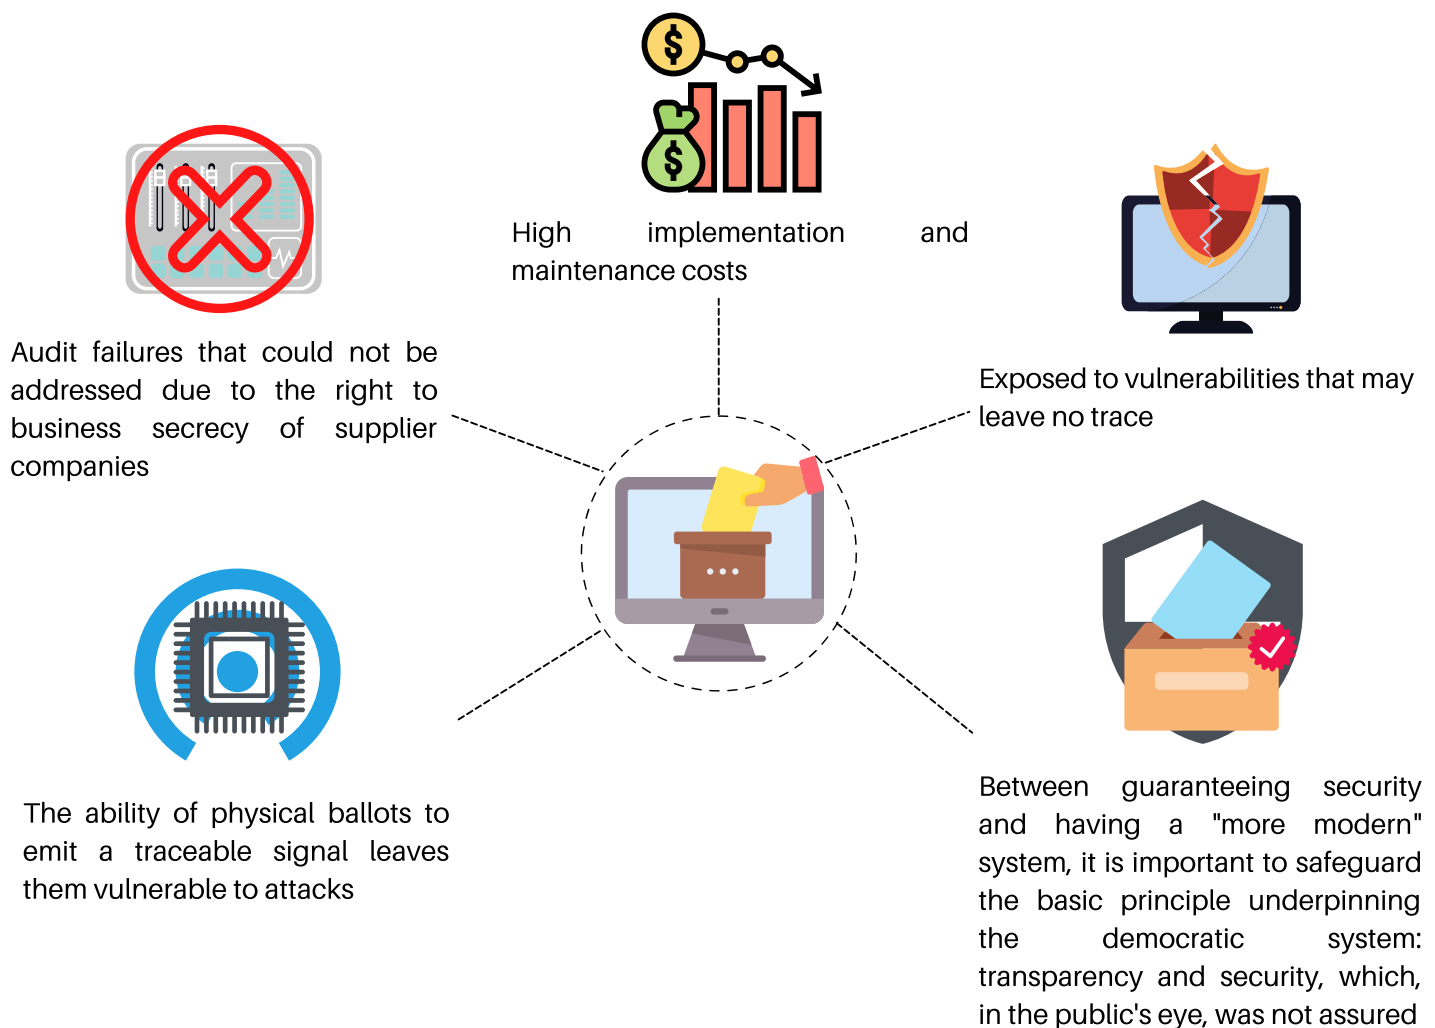 High implementation and
maintenance costs
Audit failures that could not be
addressed due to the right to
business secrecy of supplier
companies
Exposed to vulnerabilities that may
leave no trace
The ability of physical ballots to
emit a traceable signal leaves
them vulnerable to attacks
Between guaranteeing security
and having a "more modern"
system, it is important to safeguard
the basic principle underpinning
the democratic system:
transparency and security, which,
in the public's eye, was not assured